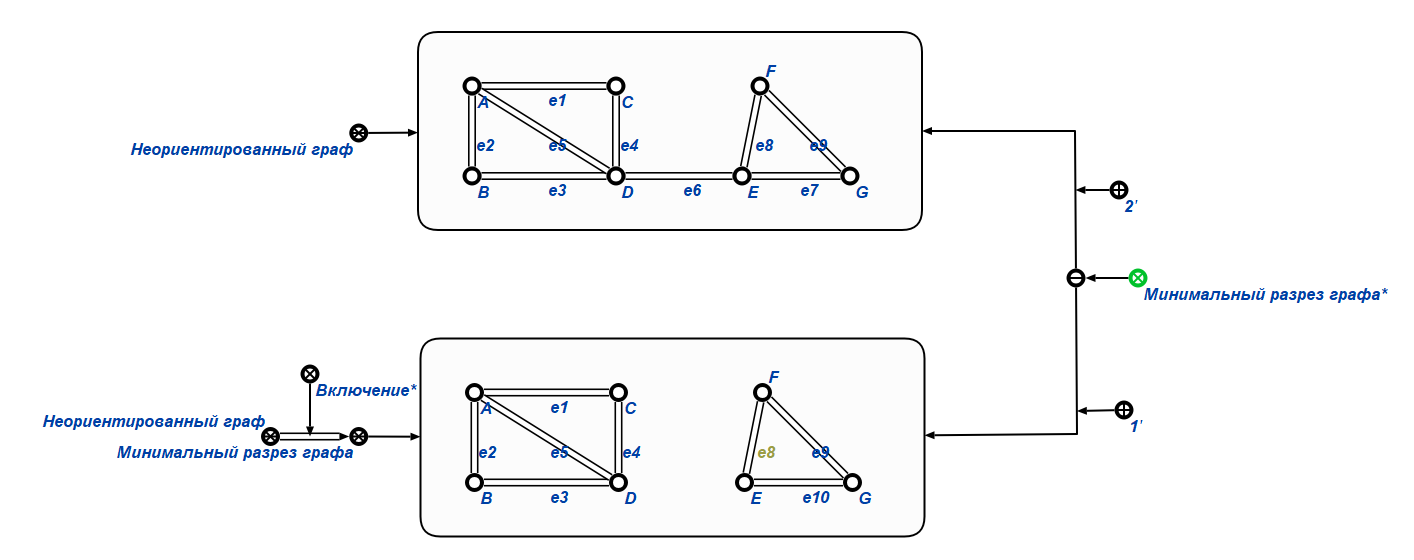 F
A
e1
C
Неориентированный граф
e2
e5
e4
e8
e9
B
e3
D
e6
E
e7
G
2'
Минимальный разрез графа*
F
Включение*
A
e1
C
Неориентированный граф
1'
Минимальный разрез графа
e2
e5
e4
e8
e9
B
e3
D
E
e10
G